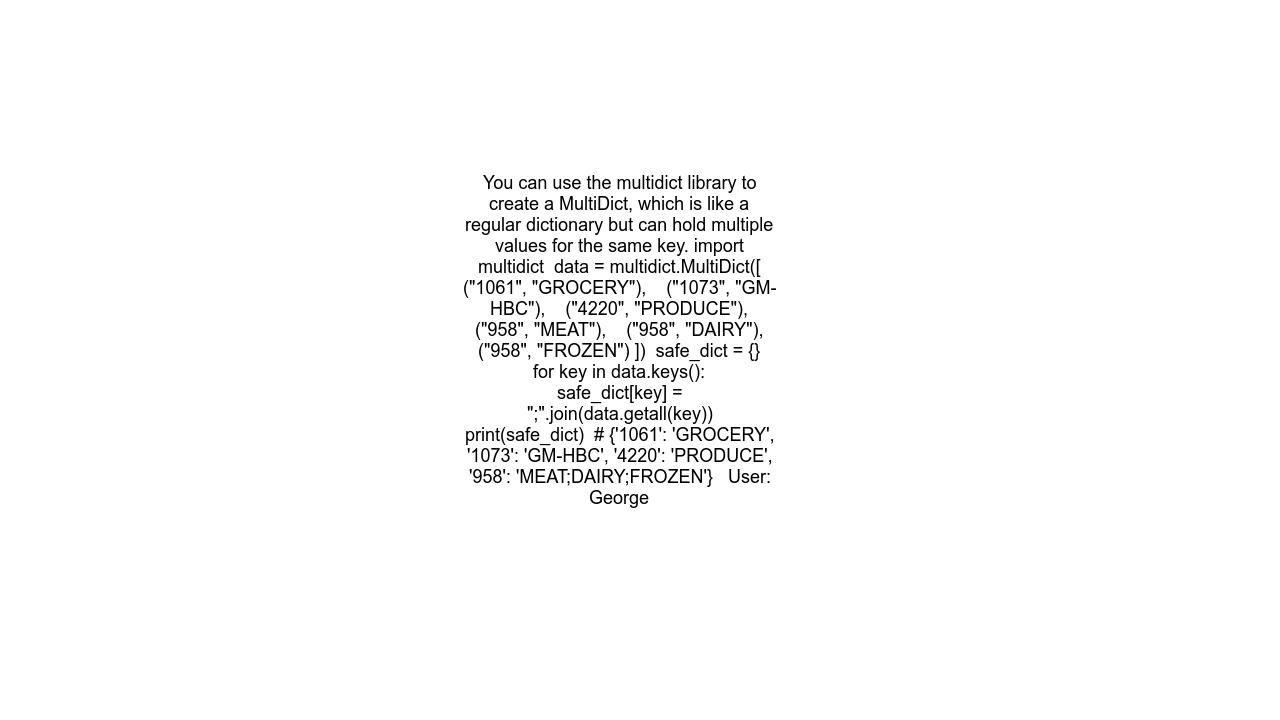 You can use the multidict library to
create a MultiDict, which is like a
regular dictionary but can hold multiple
values for the same key. import
multidict  data = multidict.MultiDict([
("1061", "GROCERY"),    ("1073", "GM-
HBC"),    ("4220", "PRODUCE"),
("958", "MEAT"),    ("958", "DAIRY"),
("958", "FROZEN") ])  safe_dict = {}
for key in data.keys():
safe_dict[key] =
";".join(data.getall(key))
print(safe_dict)  # {'1061': 'GROCERY',
'1073': 'GM-HBC', '4220': 'PRODUCE',
'958': 'MEAT;DAIRY;FROZEN'}   User:
George